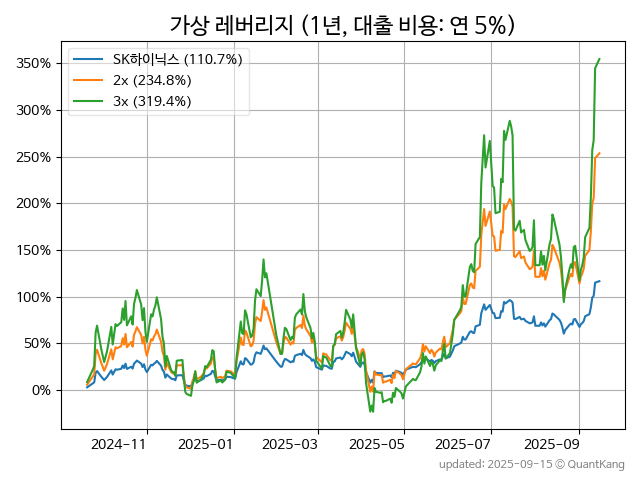 가상 레버리지 (1년, 대출 비용: 연 5%)
SK하이닉스 (110.7%)
2x (234.8%)
3x (319.4%)
350%
300%
250%
200%
150%
100%
50%
0%
2024-11
2025-01
2025-03
2025-05
2025-07
2025-09
updated: 2025-09-15 © QuantKang